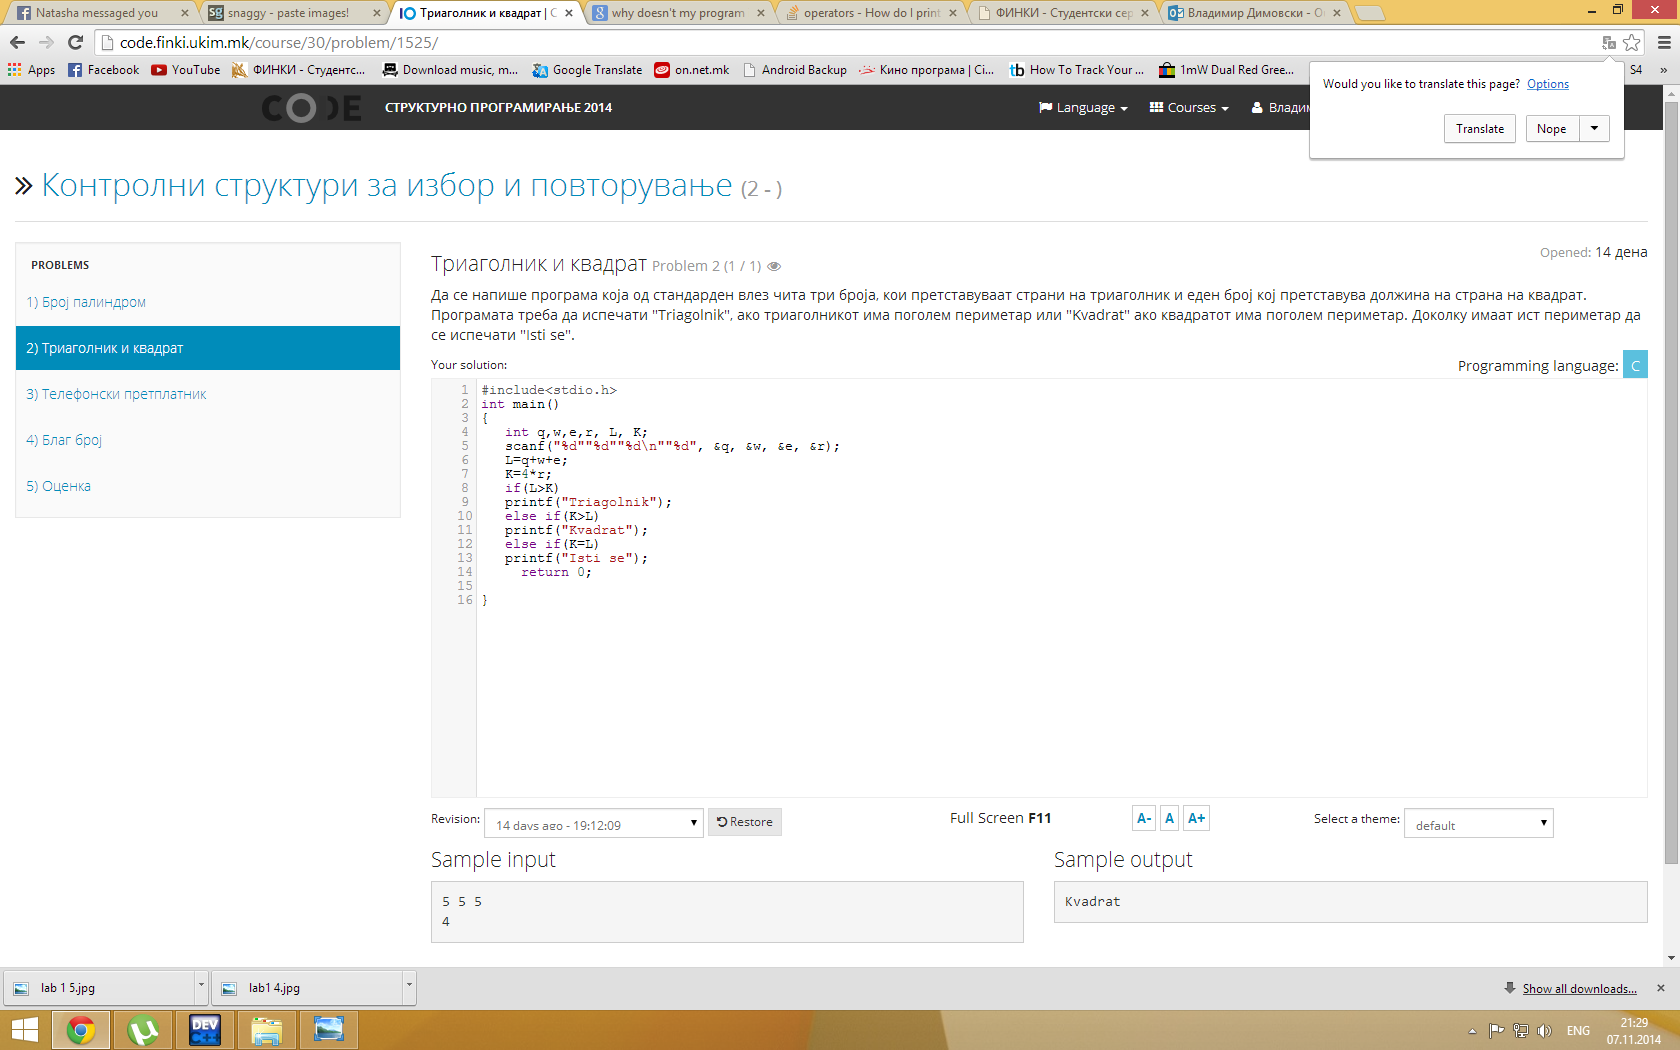 Natasha messaged you
snaggy - paste images!
Триаголник и квадрат | C
why doesn't my program
operators - How do I print
ФИНКИ - Студентски сер
Владимир Димовски - Ou
code.finki.ukim.mk/course/30/problem/1525/
Apps
Facebook
YouTube
ФИНКИ - Студентс...
Download music, m...
Google Translate
on.net.mk
Android Backup
Кино програма | Ci...
How To Track Your ...
1mW Dual Red Gree...
S4
»
Would you like to translate this page? Options
Translate
Nope
CODE
СТРУКТУРНО ПРОГРАМИРАЊЕ 2014
Language
Courses
Владим
Контролни структури за избор и повторување (2 - )
PROBLEMS
1) Број палиндром
2) Триаголник и квадрат
3) Телефонски претплатник
4) Благ број
5) Оценка
Opened: 14 дена
Триаголник и квадрат Problem 2 (1 / 1)
Да се напише програма која од стандарден влез чита три броја, кои претставуваат страни на триаголник и еден број кој претставува должина на страна на квадрат.
Програмата треба да испечати "Triagolnik", ако триаголникот има поголем периметар или "Kvadrat" ако квадратот има поголем периметар. Доколку имаат ист периметар да
се испечати "Isti se".
Your solution:
Programming language: C
1 #include<stdio.h>
2 int main()
3 {
4    int q,w,e,r, L, K;
5    scanf("%d""%d""%d\n""%d", &q, &w, &e, &r);
6    L=q+w+e;
7    K=4*r;
8    if(L>K)
9    printf("Triagolnik");
10    else if(K>L)
11    printf("Kvadrat");
12    else if(K=L)
13    printf("Isti se");
14      return 0;
15
16 }
Revision: 14 days ago - 19:12:09
Restore
Full Screen F11
A- A A+
Select a theme: default
Sample input
5 5 5
4
Sample output
Kvadrat
lab 1 5.jpg
lab1 4.jpg
Show all downloads...
DEV
C++
ENG
21:29
07.11.2014